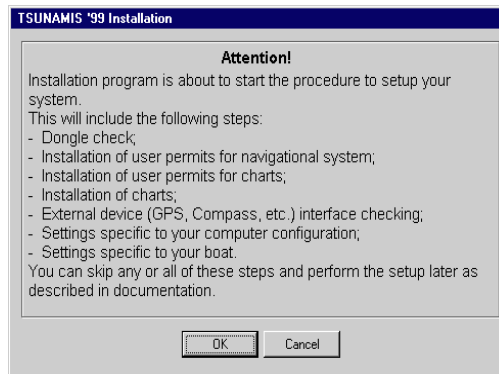 TSUNAMIS '99 Installation
Attention!
Installation program is about to start the procedure to setup your
system.
This will include the following steps:
- Dongle check;
- Installation of user permits for navigational system;
- Installation of user permits for charts;
- Installation of charts;
- External device (GPS, Compass, etc.) interface checking;
- Settings specific to your computer configuration;
- Settings specific to your boat.
You can skip any or all of these steps and perform the setup later as
described in documentation.
OK Cancel